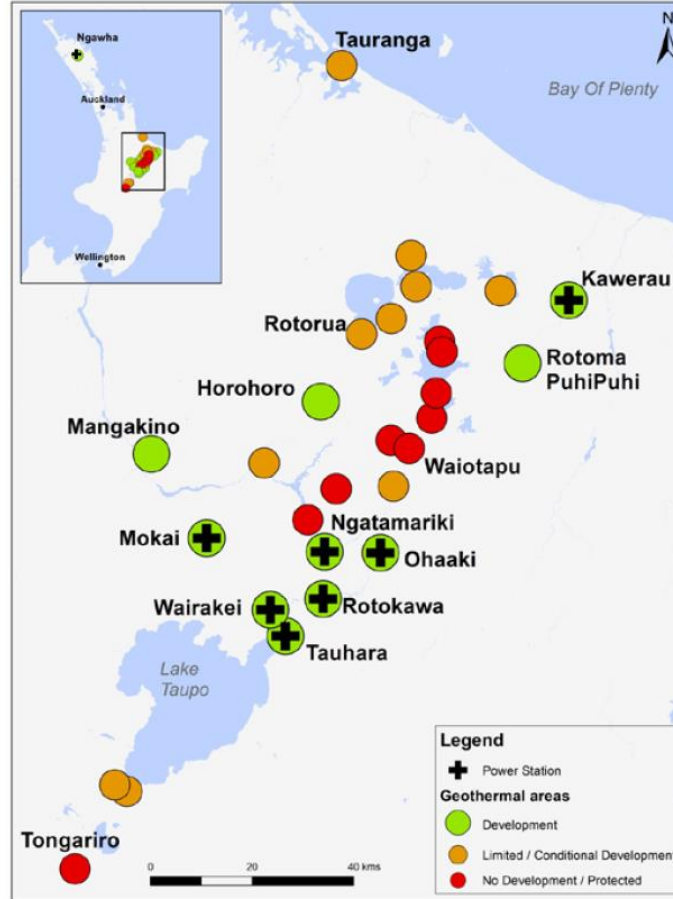 Ngawha
Auckland
Wellington
Tauranga
N
Bay Of Plenty
Kawerau
Rotorua
Rotoma
PuhiPuhi
Horohoro
Mangakino
Waiotapu
Ngatamariki
Mokai
Ohaaki
Wairakei
Rotokawa
Tauhara
Lake
Taupo
Tongariro
0 20 40 kms
Legend
Power Station
Geothermal areas
Development
Limited / Conditional Development
No Development / Protected